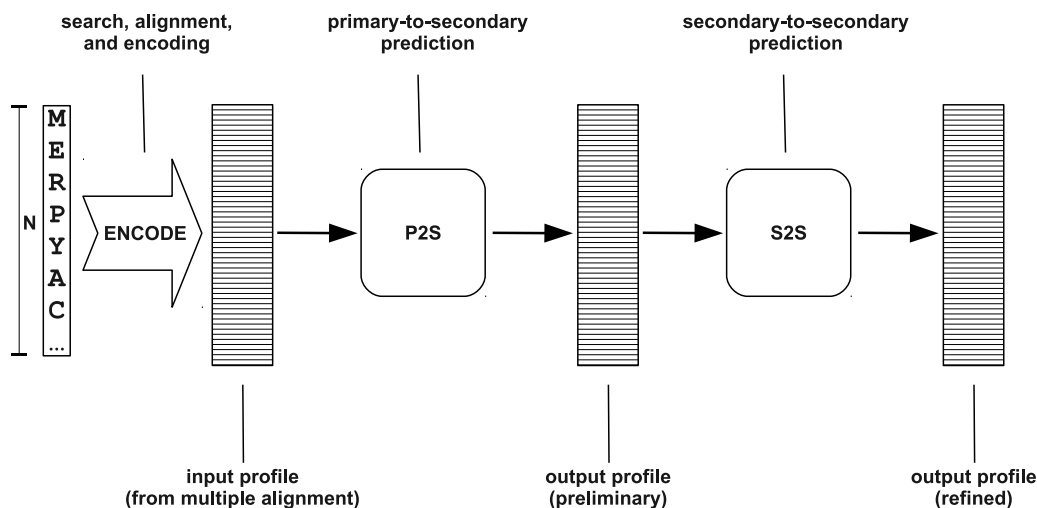 search, alignment,
and encoding)
primary-to-secondary
prediction
secondary-to-secondary
prediction
N
M
E
R
P
Y
A
C
...
ENCODE
P2S
S2S
input profile
(from multiple alignment)
output profile
(preliminary)
output profile
(refined)